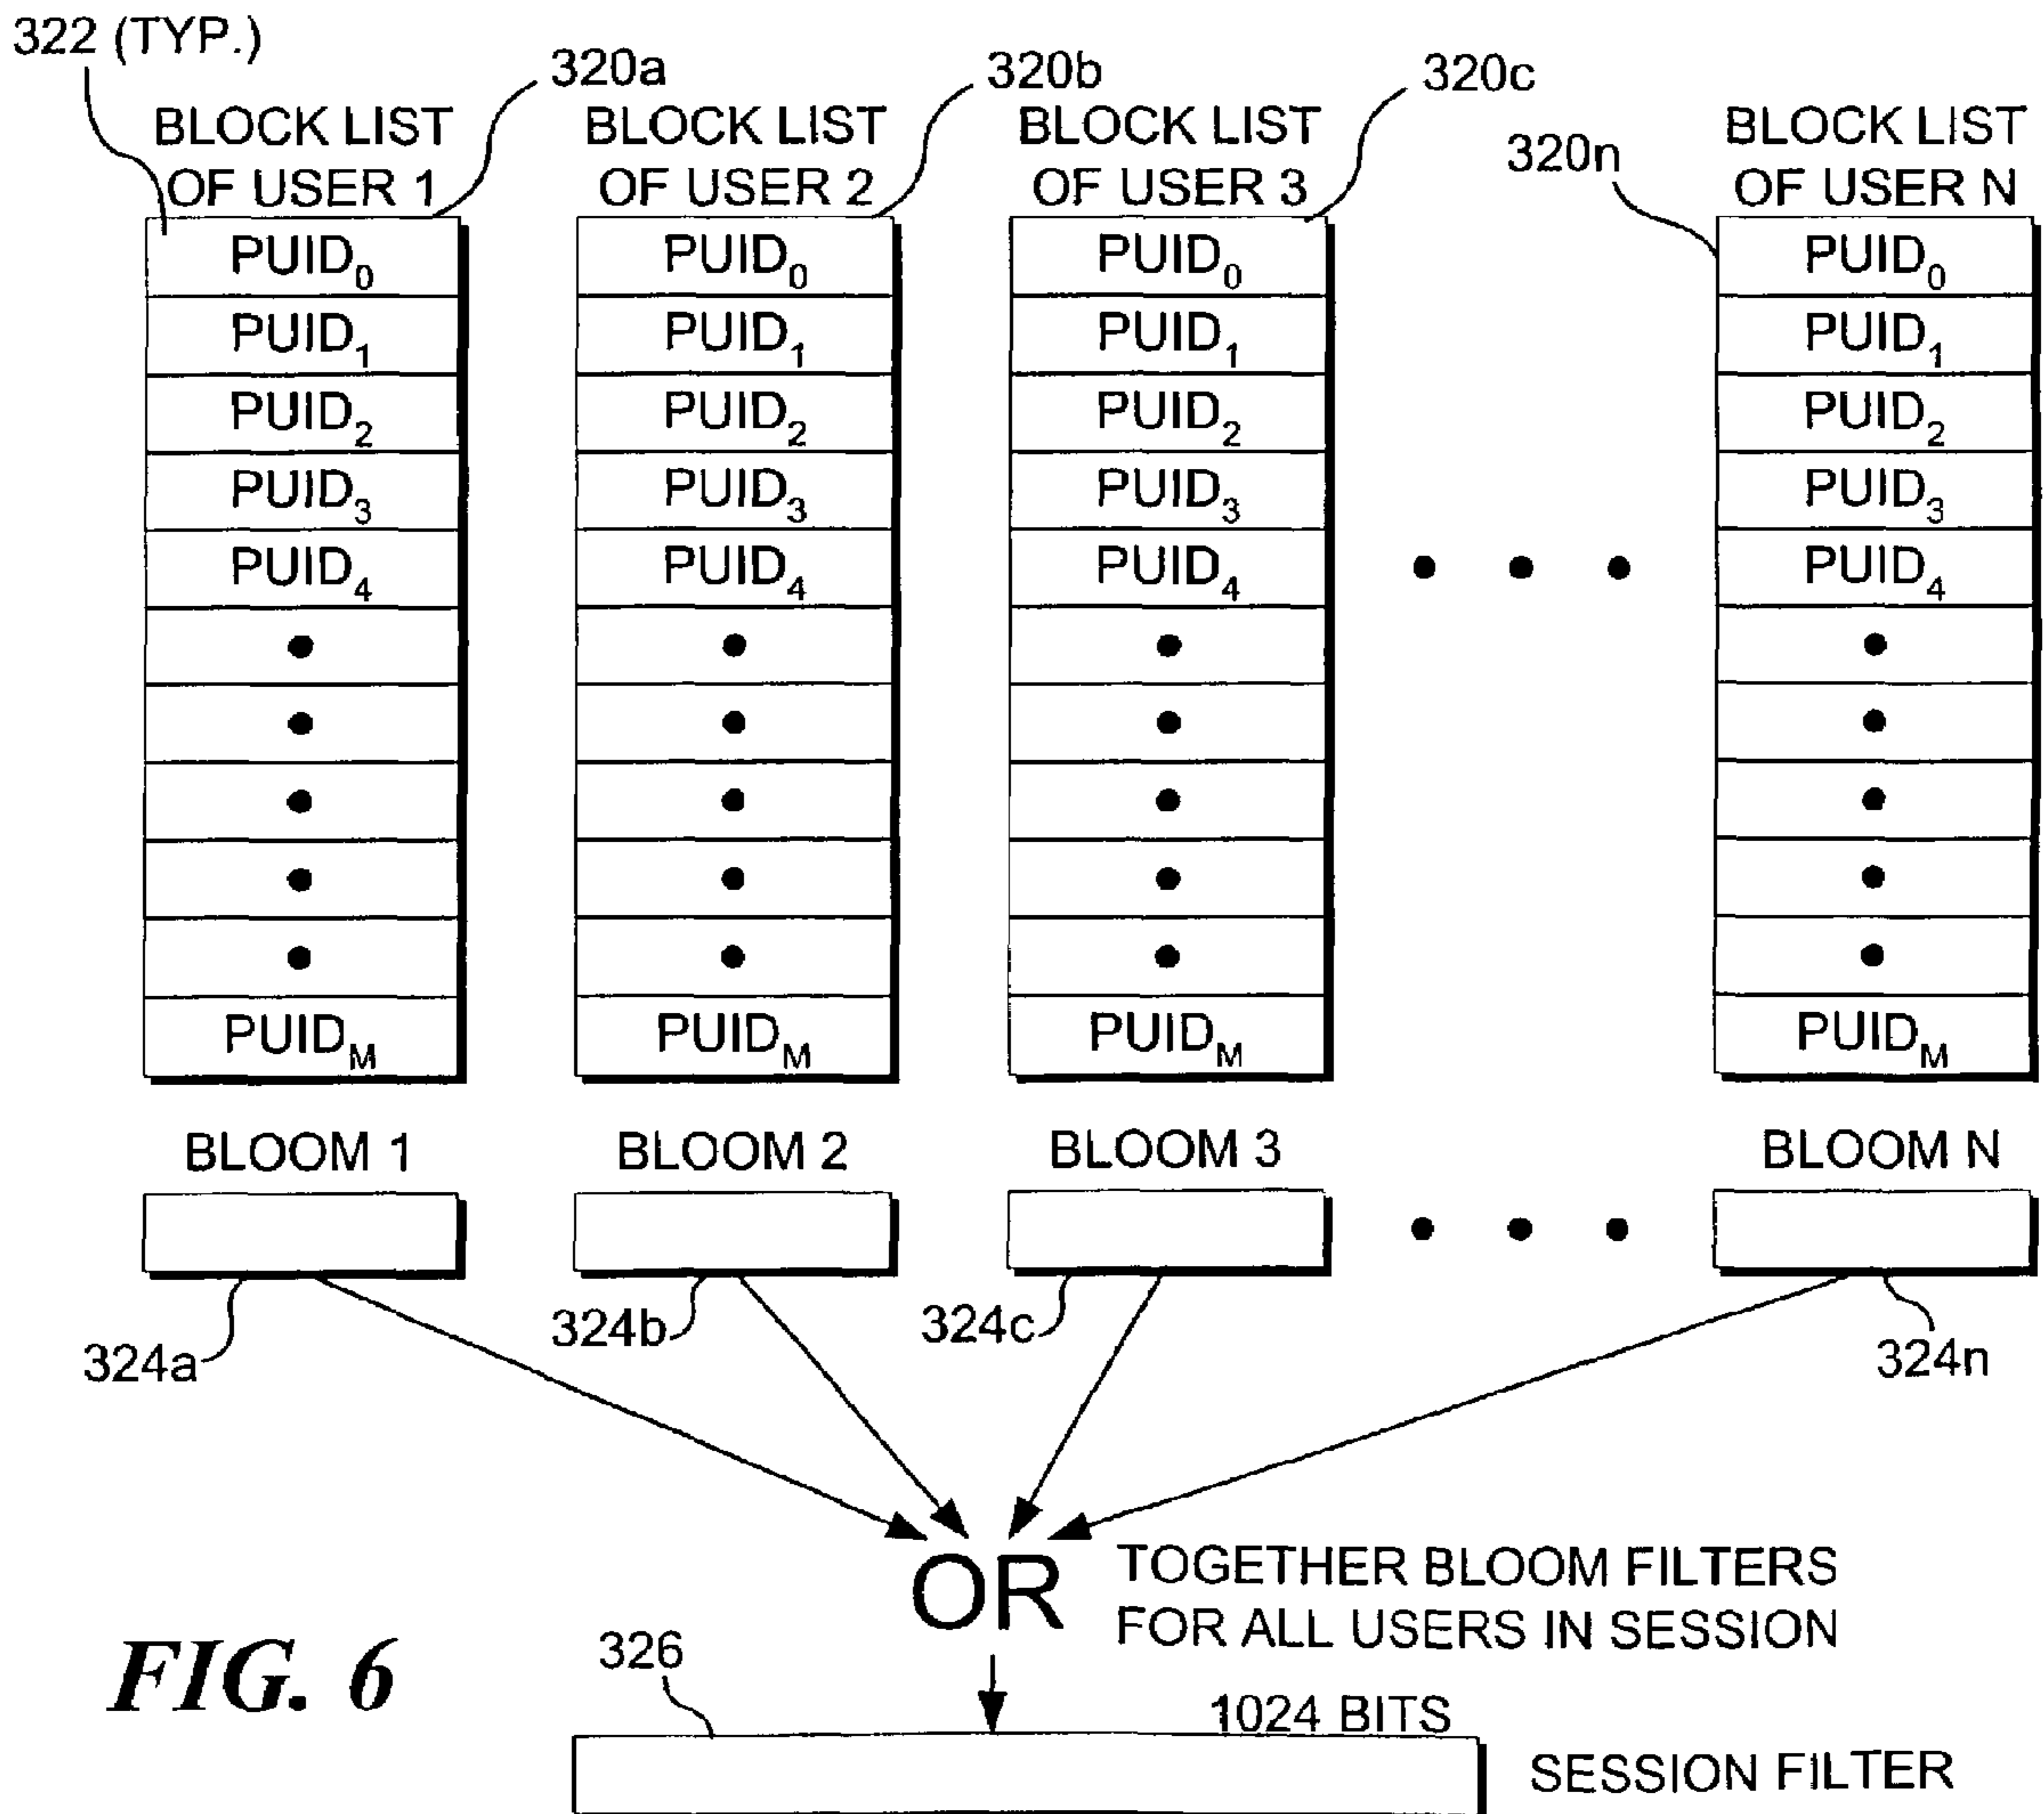 322 (TYP.)
320a
320b
320c
320n
BLOCK LIST
OF USER 1
BLOCK LIST
OF USER 2
BLOCK LIST
OF USER 3
BLOCK LIST
OF USER N
PUID0
PUID1
PUID2
PUID3
PUID4
PUIDM
PUID0
PUID1
PUID2
PUID3
PUID4
PUIDM
PUID0
PUID1
PUID2
PUID3
PUID4
PUIDM
PUID0
PUID1
PUID2
PUID3
PUID4
PUIDM
BLOOM 1
BLOOM 2
BLOOM 3
BLOOM N
324a
324b
324c
324n
OR
TOGETHER BLOOM FILTERS
FOR ALL USERS IN SESSION
FIG. 6
326
1024 BITS
SESSION FILTER